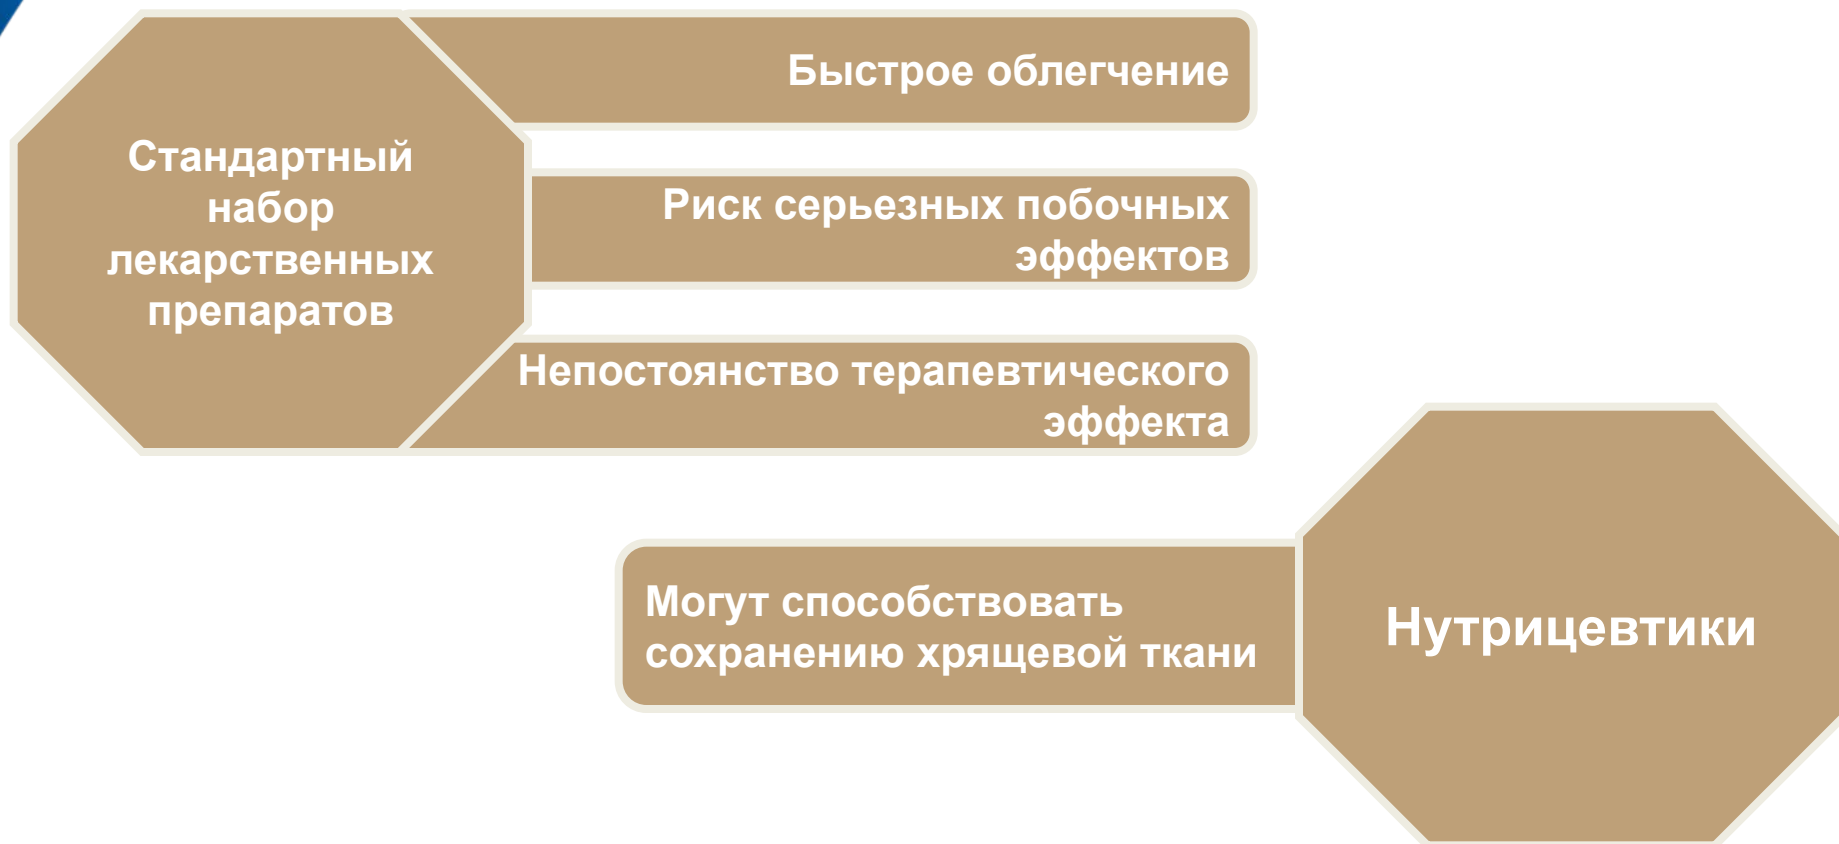 Стандартный
набор
лекарственных
препаратов
Быстрое облегчение
Риск серьезных побочных
эффектов
Непостоянство терапевтического
эффекта
Могут способствовать
сохранению хрящевой ткани
Нутрицевтики